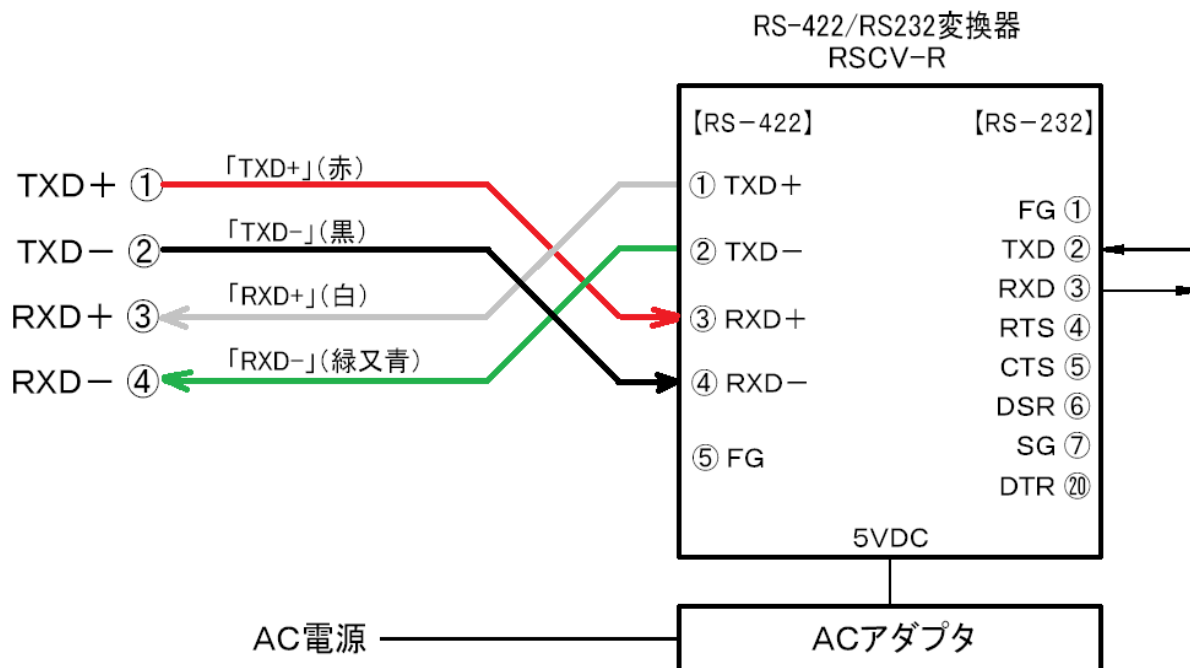 RS-422/RS232変換器
RSCV-R
【RS-422】
【RS-232】
TXD+ ①
「TXD+」(赤)
① TXD+
FG ①
TXD- ②
「TXD-」(黒)
② TXD-
TXD ②
RXD+ ③
「RXD+」(白)
③ RXD+
RXD ③
RTS ④
RXD- ④
「RXD-」(緑又青)
④ RXD-
CTS ⑤
DSR ⑥
⑤ FG
SG ⑦
DTR ⑳
5VDC
AC電源
ACアダプタ